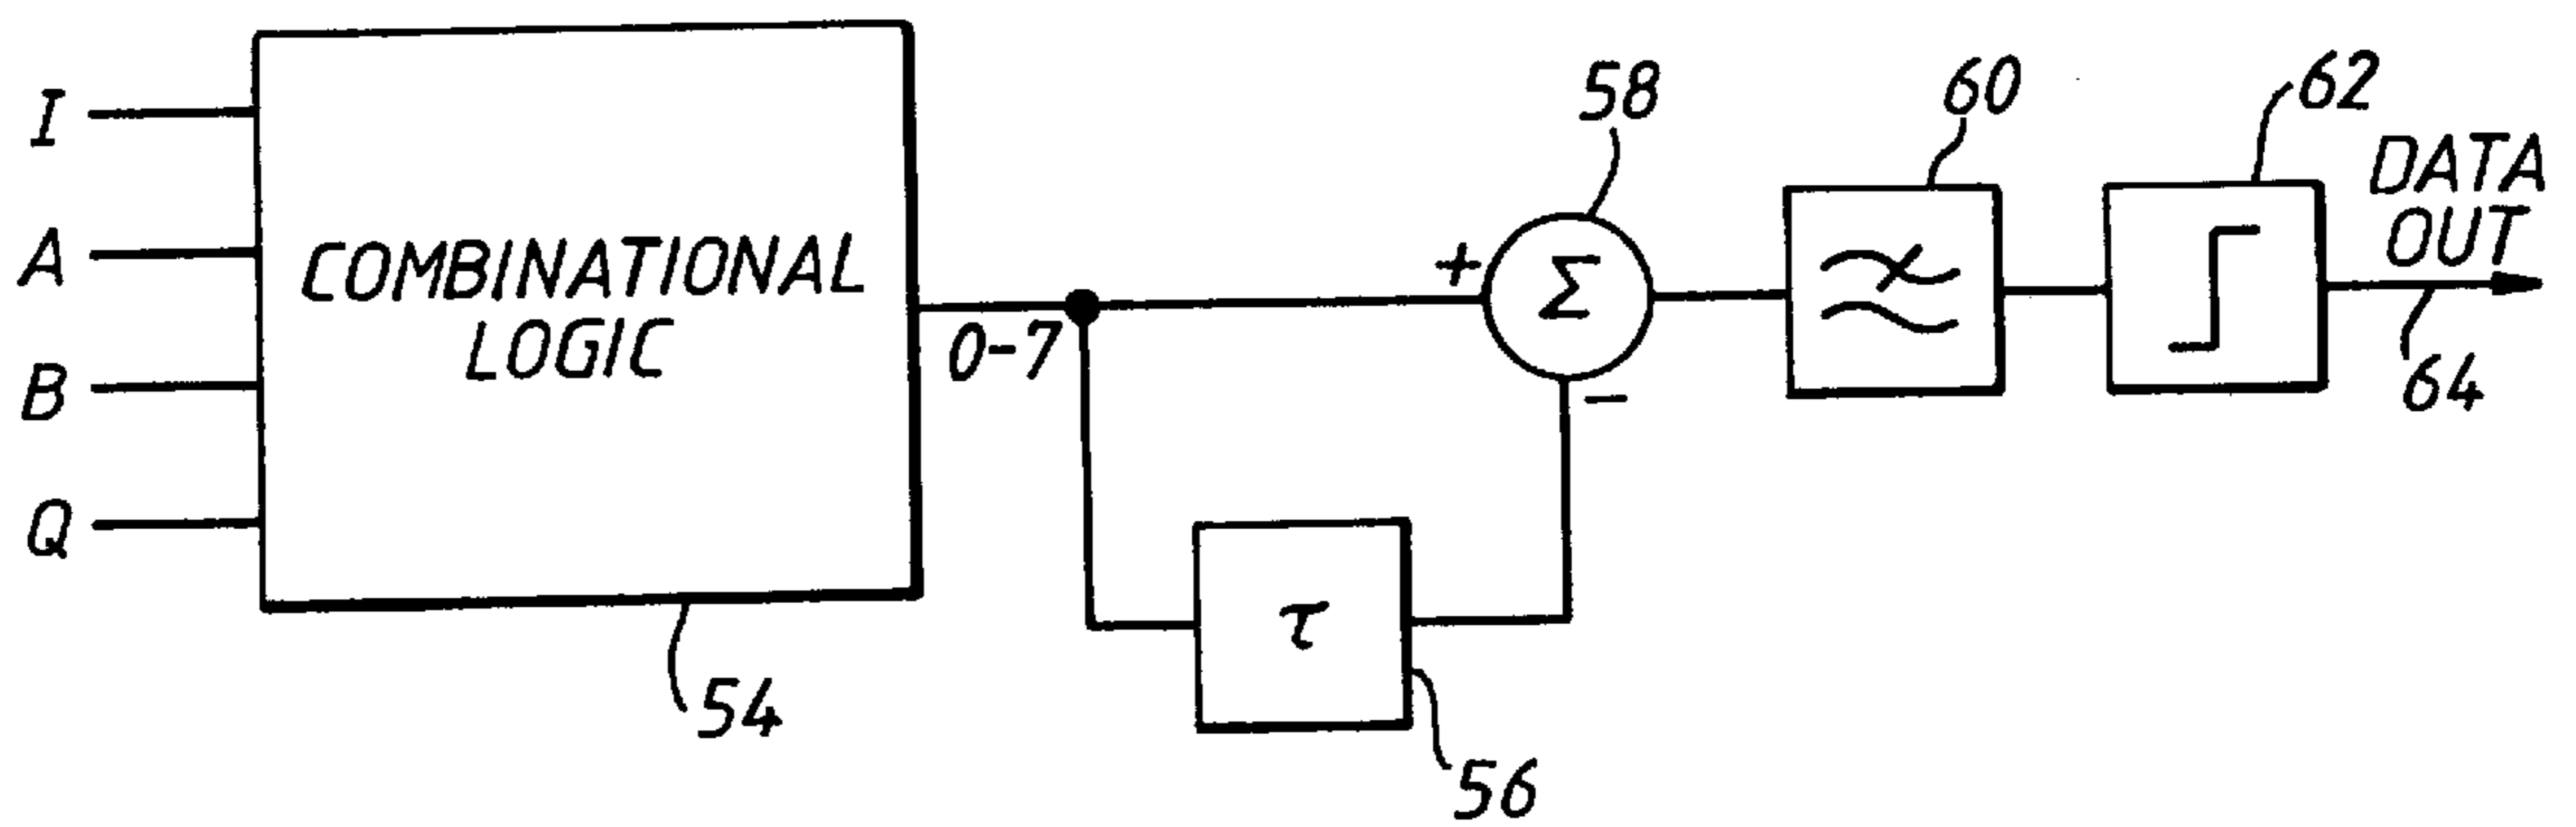 I
A
B
Q
COMBINATIONAL
LOGIC
54
0-7
τ
56
+
Σ
-
58
60
62
DATA
OUT
64